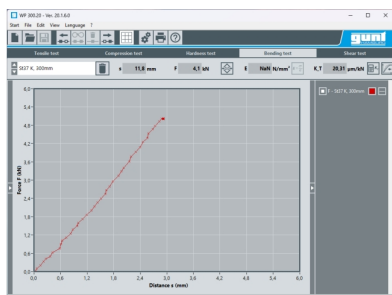 WP 300.20 - Ver. 20.1.6.0
Start File Edit View Language ?
gunt
Tensile test Compression test Hardness test Bending test Shear test
St37 K, 300mm s 11,8 mm F 4,1 kN E NaN N/mm² K,T 20,31 µm/kN
F - St37 K, 300mm
6,0
5,4
4,8
4,2
3,6
3,0
2,4
1,8
1,2
0,6
0,0
Force F (kN)
0,0 0,6 1,2 1,8 2,4 3,0 3,6 4,2 4,8 5,4 6,0
Distance s (mm)